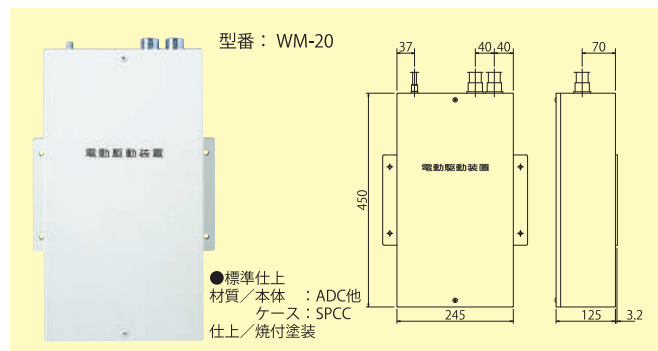 型番： WM-20
電動駆動装置
●標準仕上
材質／本体　：ADC他
ケース：SPCC
仕上／焼付塗装
37
40
40
70
450
電動駆動装置
245
125
3.2